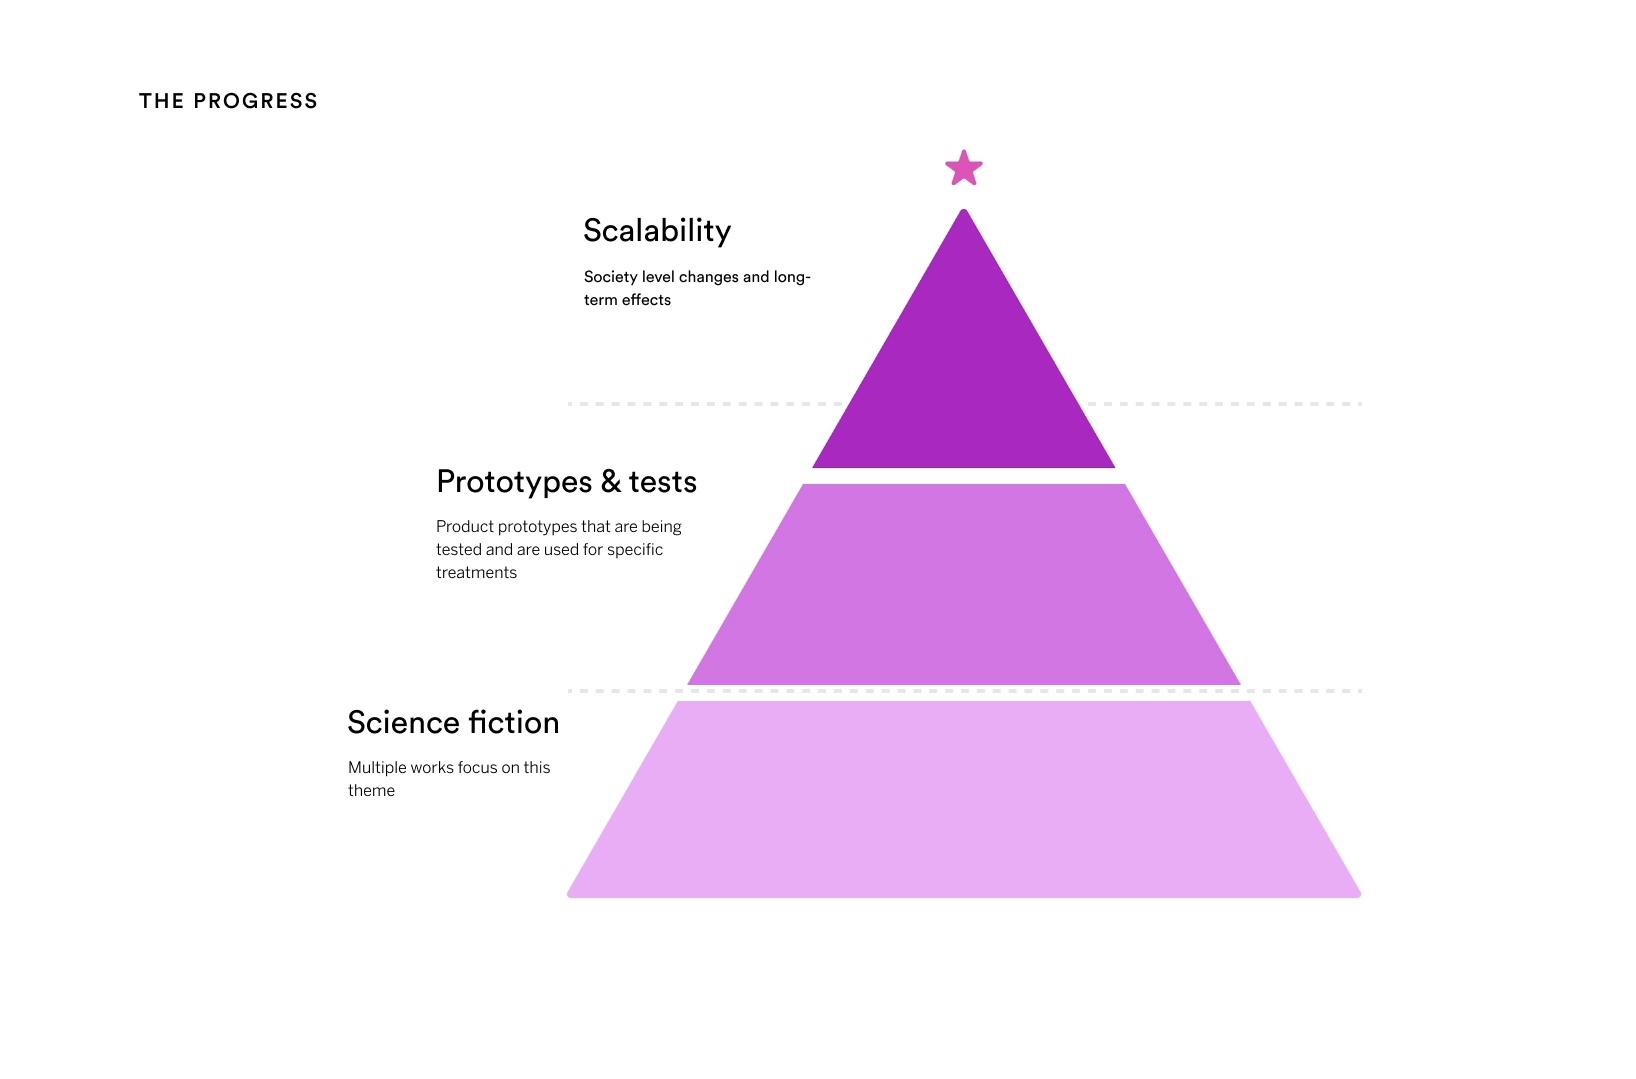 THE PROGRESS
Scalability
Society level changes and long-
term effects
Prototypes & tests
Product prototypes that are being
tested and are used for specific
treatments
Science fiction
Multiple works focus on this
theme